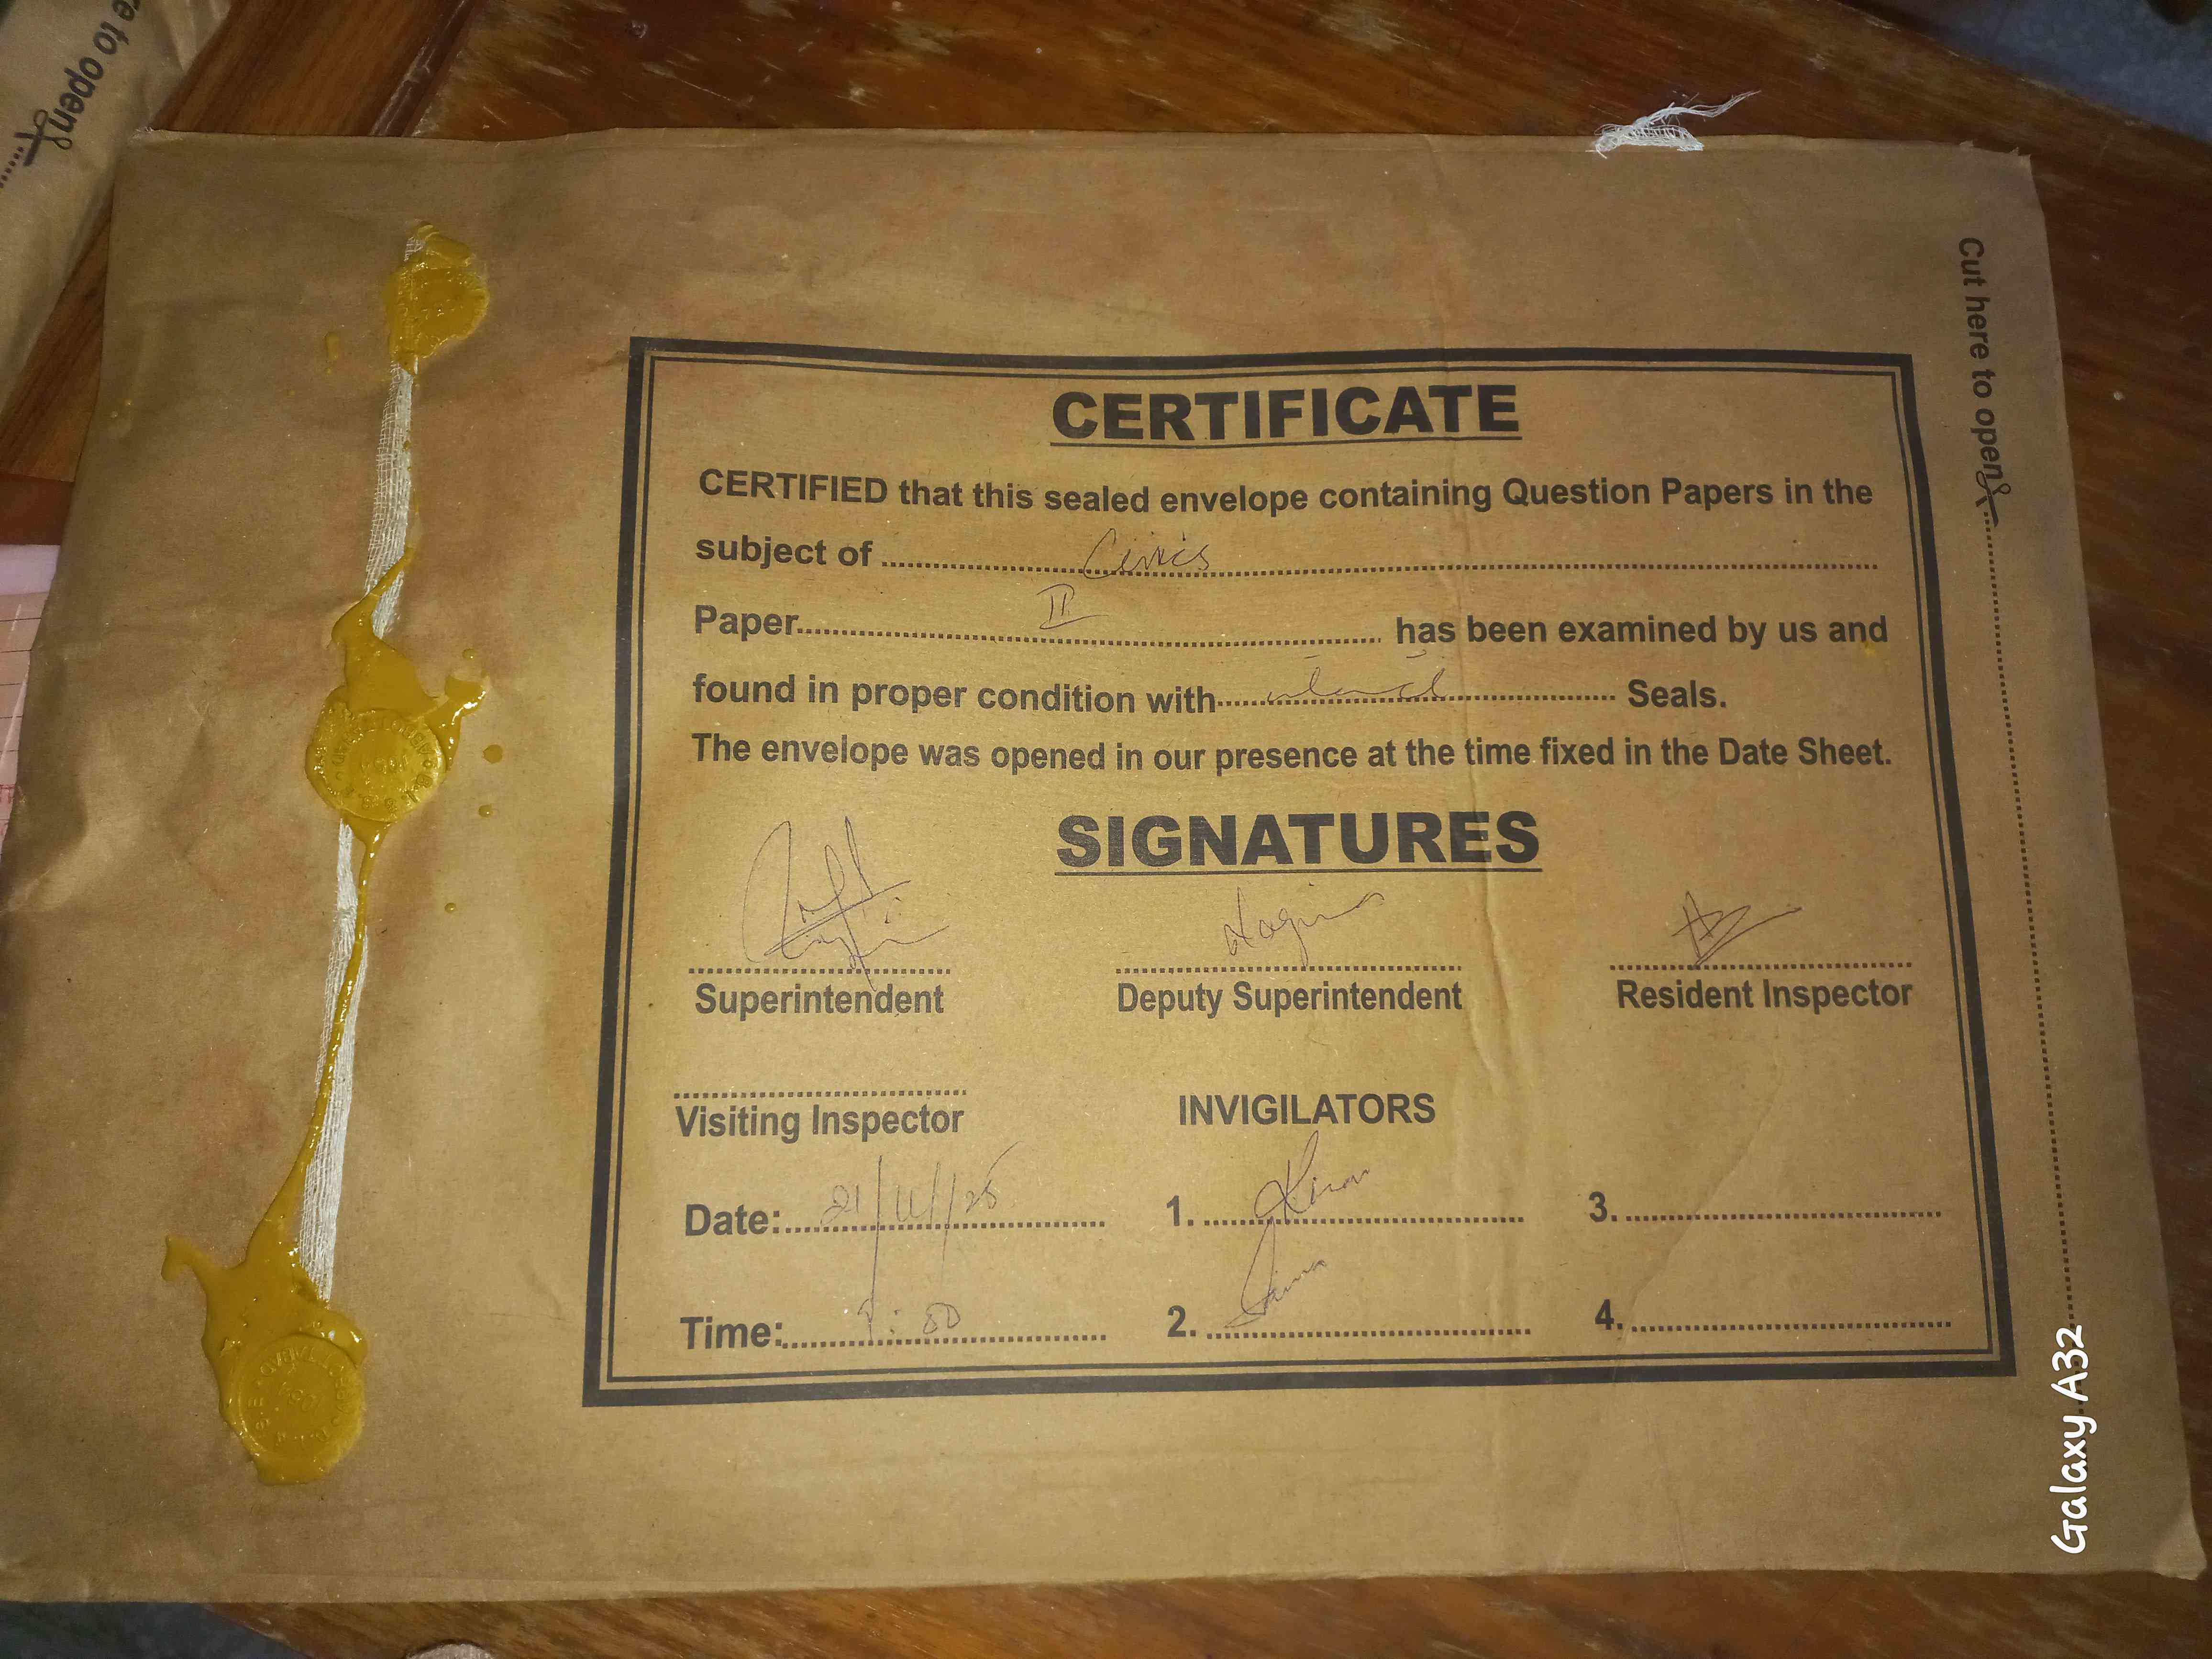 e to open
CERTIFICATE
CERTIFIED that this sealed envelope containing Question Papers in the
subject of ........ Civics ........
Paper ........ II ........ has been examined by us and
found in proper condition with ........ Seals.
The envelope was opened in our presence at the time fixed in the Date Sheet.
SIGNATURES
Superintendent
Deputy Superintendent
Resident Inspector
Visiting Inspector
INVIGILATORS
Date: 21/11/25
1. Kiran
3.
Time:
2.
4.
Cut here to open
Galaxy A32